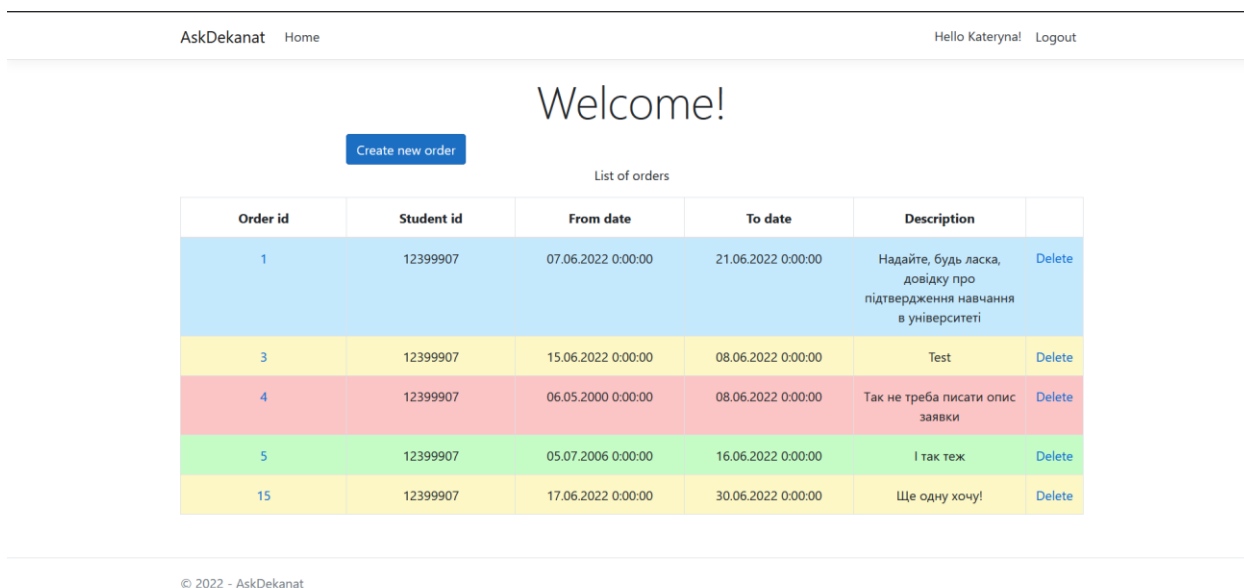 AskDekanat Home Hello Kateryna! Logout
Welcome!
Create new order
List of orders
Order id Student id From date To date Description
1 12399907 07.06.2022 0:00:00 21.06.2022 0:00:00 Надайте, будь ласка, Delete
довідку про
підтвердження навчання
в університеті
3 12399907 15.06.2022 0:00:00 08.06.2022 0:00:00 Test Delete
4 12399907 06.05.2000 0:00:00 08.06.2022 0:00:00 Так не треба писати опис Delete
заявки
5 12399907 05.07.2006 0:00:00 16.06.2022 0:00:00 І так теж Delete
15 12399907 17.06.2022 0:00:00 30.06.2022 0:00:00 Ще одну хочу! Delete
© 2022 - AskDekanat